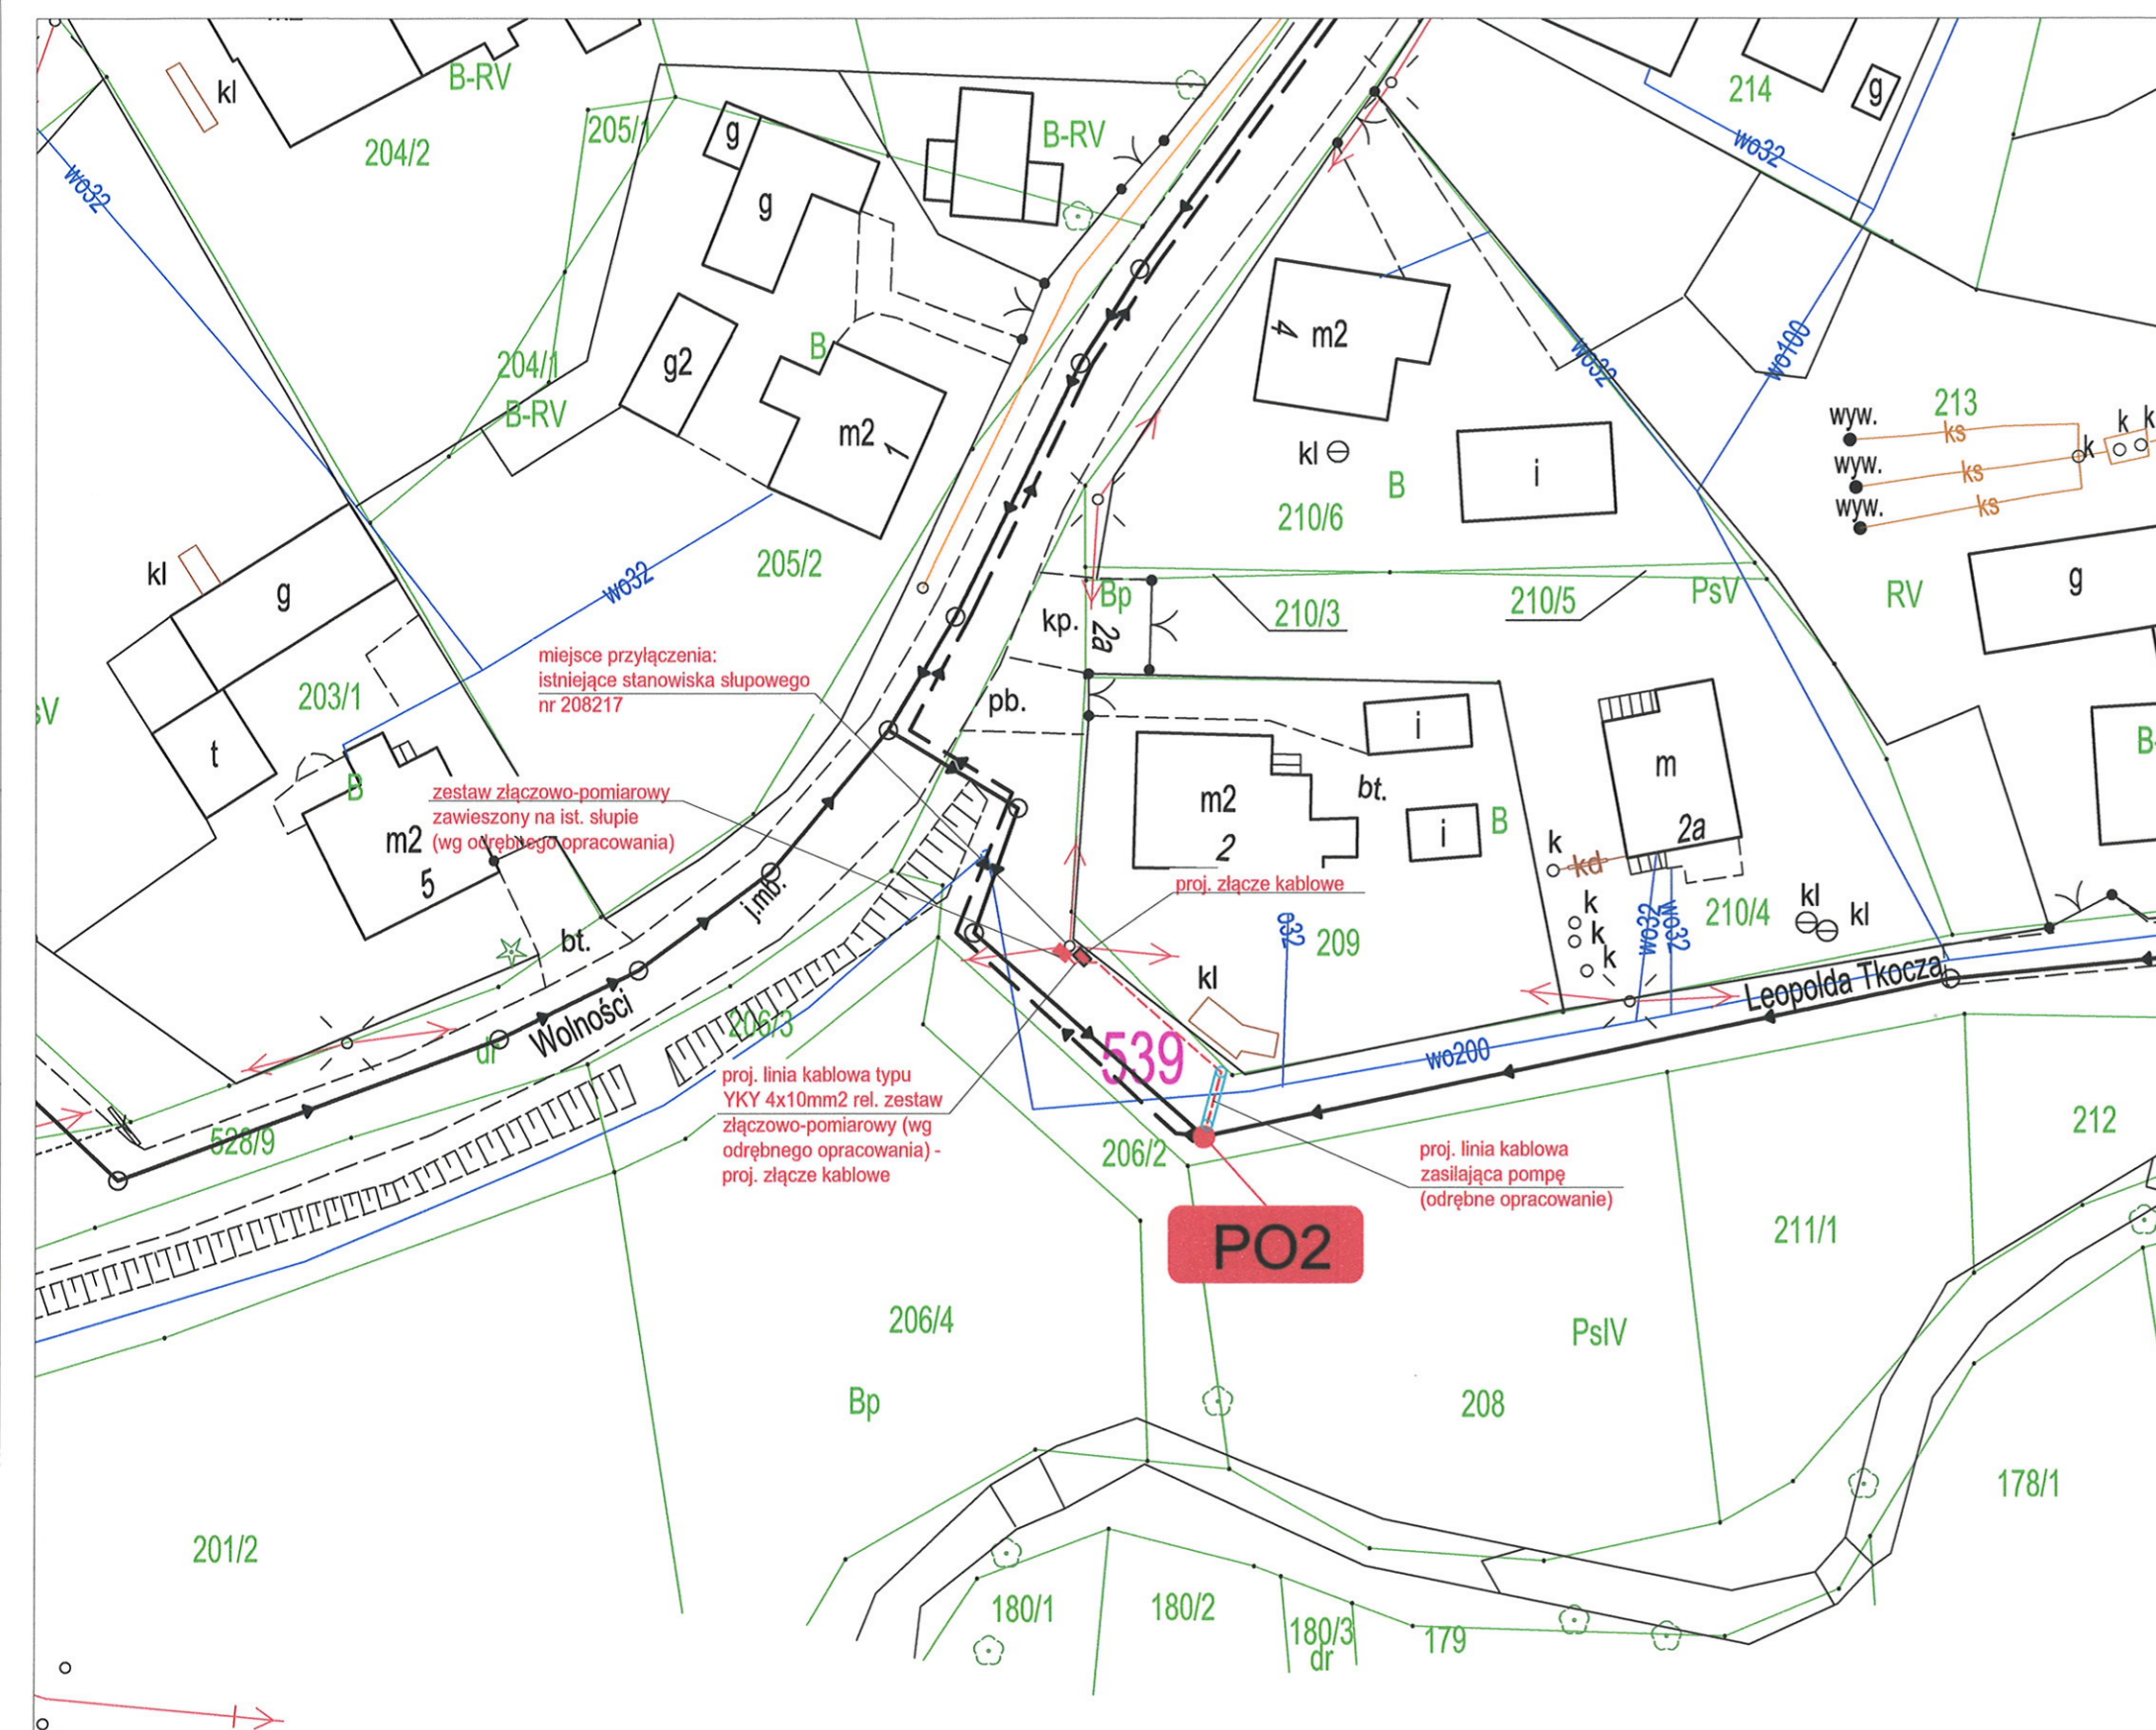 kl
B-RV
214
g
204/2
205/1
g
B-RV
wo32
wo32
g
204/1
B-RV
g2
B
m2
1
4
m2
wo32
wo100
kl
B
i
210/6
213
wyw.
ks
k
k
k
wyw.
ks
wyw.
ks
kl
g
wo32
205/2
kp.
Bp
2a
210/3
210/5
PsV
RV
g
203/1
t
B
m2
5
miejsce przyłączenia:
istniejące stanowiska słupowego
nr 208217
pb.
i
m
2a
zestaw złączowo-pomiarowy
zawieszony na ist. słupie
(wg odrębnego opracowania)
m2
2
bt.
i
B
k
kd
B-
proj. złącze kablowe
j.mb.
bt.
209
kl
k
k
k
wo32
wo32
210/4
kl
kl
Leopolda Tkocza
Wolności
dr
206/3
539
wo200
528/9
proj. linia kablowa typu
YKY 4x10mm2 rel. zestaw
złączowo-pomiarowy (wg
odrębnego opracowania) -
proj. złącze kablowe
206/2
proj. linia kablowa
zasilająca pompę
(odrębne opracowanie)
212
PO2
211/1
206/4
PsIV
Bp
208
178/1
201/2
180/1
180/2
180/3
dr
179